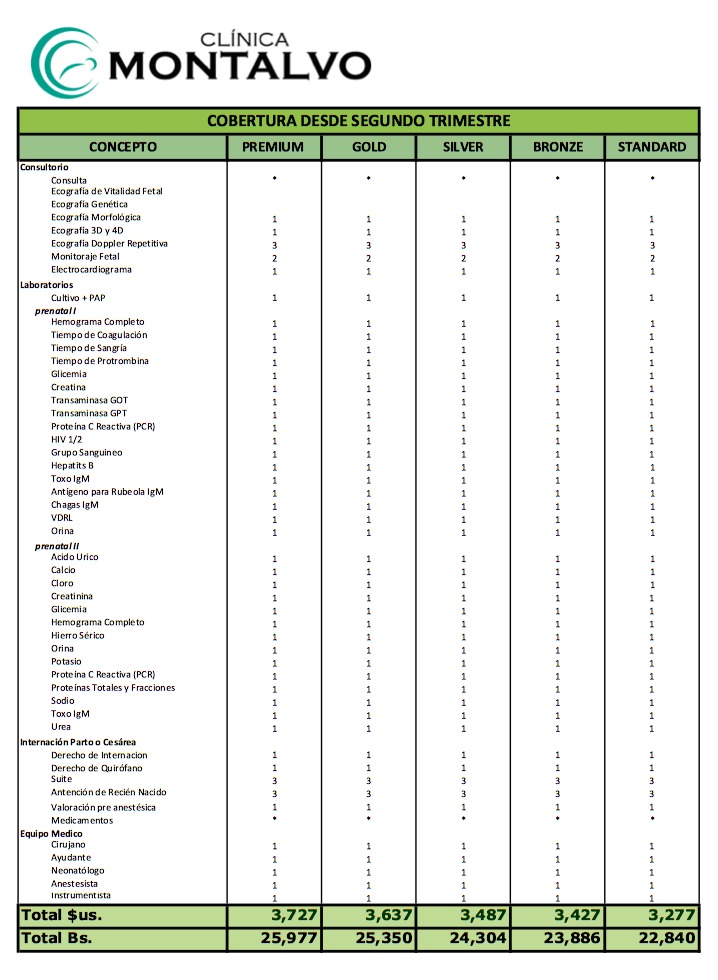 CLÍNICA
MONTALVO
COBERTURA DESDE SEGUNDO TRIMESTRE
CONCEPTO PREMIUM GOLD SILVER BRONZE STANDARD
Consultorio
Consulta * * * * *
Ecografía de Vitalidad Fetal
Ecografía Genética
Ecografía Morfológica 1 1 1 1 1
Ecografía 3D y 4D 1 1 1 1 1
Ecografía Doppler Repetitiva 3 3 3 3 3
Monitoraje Fetal 2 2 2 2 2
Electrocardiograma 1 1 1 1 1
Laboratorios
Cultivo + PAP 1 1 1 1 1
prenatal I
Hemograma Completo 1 1 1 1 1
Tiempo de Coagulación 1 1 1 1 1
Tiempo de Sangría 1 1 1 1 1
Tiempo de Protrombina 1 1 1 1 1
Glicemia 1 1 1 1 1
Creatina 1 1 1 1 1
Transaminasa GOT 1 1 1 1 1
Transaminasa GPT 1 1 1 1 1
Proteína C Reactiva (PCR) 1 1 1 1 1
HIV 1/2 1 1 1 1 1
Grupo Sanguineo 1 1 1 1 1
Hepatits B 1 1 1 1 1
Toxo IgM 1 1 1 1 1
Antígeno para Rubeola IgM 1 1 1 1 1
Chagas IgM 1 1 1 1 1
VDRL 1 1 1 1 1
Orina 1 1 1 1 1
prenatal II
Acido Urico 1 1 1 1 1
Calcio 1 1 1 1 1
Cloro 1 1 1 1 1
Creatinina 1 1 1 1 1
Glicemia 1 1 1 1 1
Hemograma Completo 1 1 1 1 1
Hierro Sérico 1 1 1 1 1
Orina 1 1 1 1 1
Potasio 1 1 1 1 1
Proteína C Reactiva (PCR) 1 1 1 1 1
Proteínas Totales y Fracciones 1 1 1 1 1
Sodio 1 1 1 1 1
Toxo IgM 1 1 1 1 1
Urea 1 1 1 1 1
Internación Parto o Cesárea
Derecho de Internacion 1 1 1 1 1
Derecho de Quirófano 1 1 1 1 1
Suite 3 3 3 3 3
Antención de Recién Nacido 3 3 3 3 3
Valoración pre anestésica 1 1 1 1 1
Medicamentos * * * * *
Equipo Medico
Cirujano 1 1 1 1 1
Ayudante 1 1 1 1 1
Neonatólogo 1 1 1 1 1
Anestesista 1 1 1 1 1
Instrumentista 1 1 1 1 1
Total $us. 3,727 3,637 3,487 3,427 3,277
Total Bs. 25,977 25,350 24,304 23,886 22,840